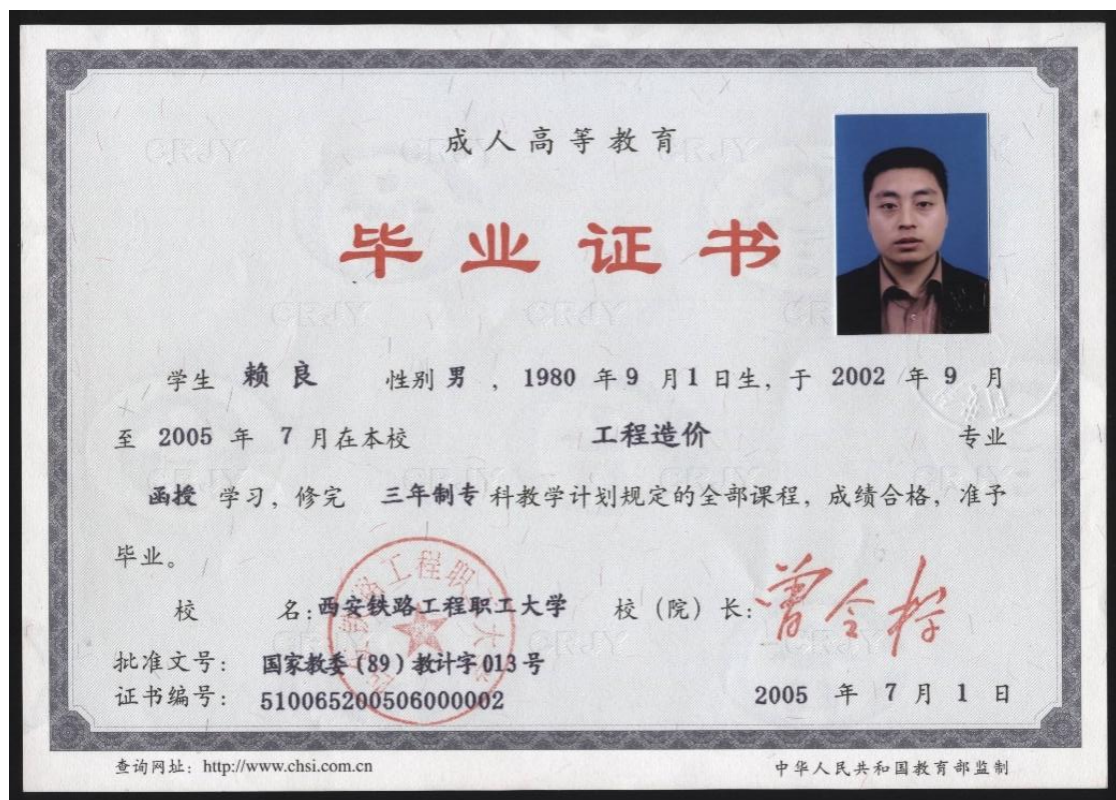 成人高等教育
毕业证书
学生 赖良 性别 男 ，1980 年 9 月 1 日生，于 2002 年 9 月
至 2005 年 7 月在本校 工程造价 专业
函授 学习，修完 三年制专 科教学计划规定的全部课程，成绩合格，准予
毕业。
校 名：西安铁路工程职工大学 校（院）长：
批准文号：国家教委(89)教计字013号
证书编号：510065200506000002
2005 年 7 月 1 日
查询网址：http://www.chsi.com.cn
中华人民共和国教育部监制